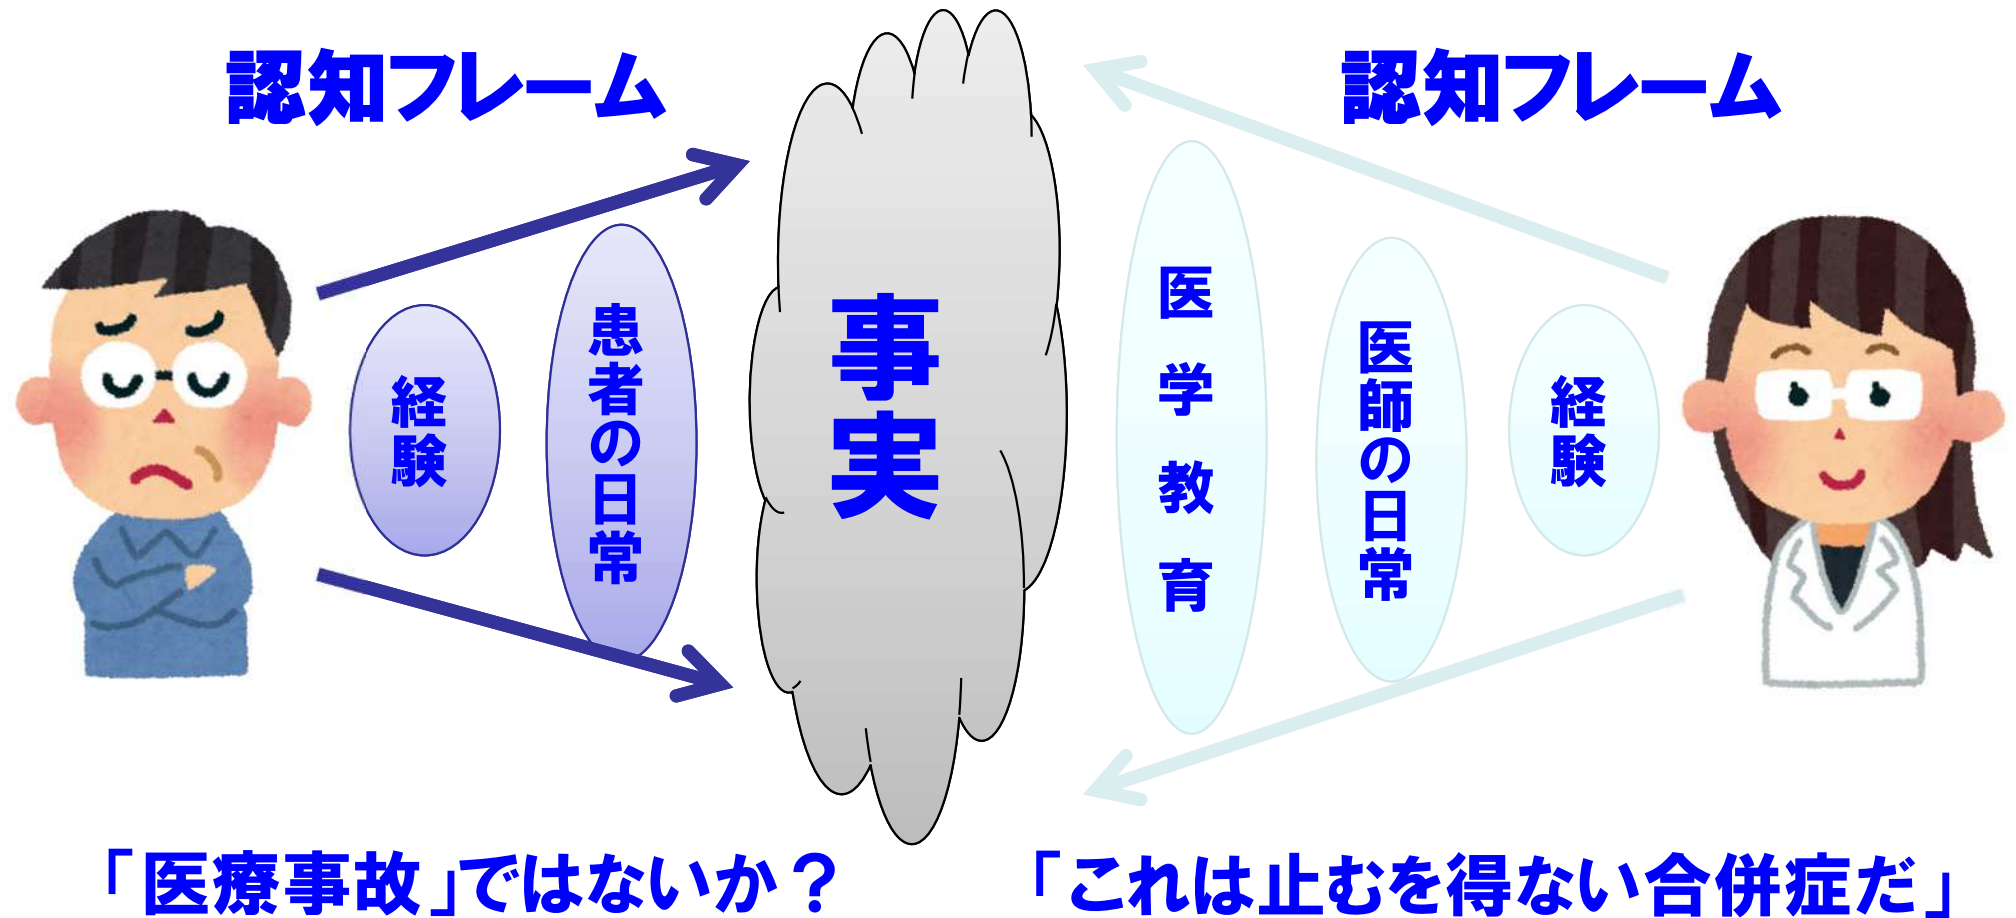 認知フレーム
認知フレーム
経験
患者の日常
事実
医学教育
医師の日常
経験
「医療事故」ではないか？
「これは止むを得ない合併症だ」